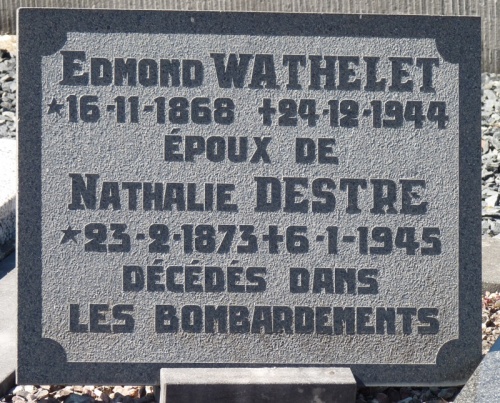 EDMOND WATHELET
*16-11-1868 †24-12-1944
ÉPOUX DE
NATHALIE DESTRE
*23-2-1873†6-1-1945
DÉCÉDÉS DANS
LES BOMBARDEMENTS